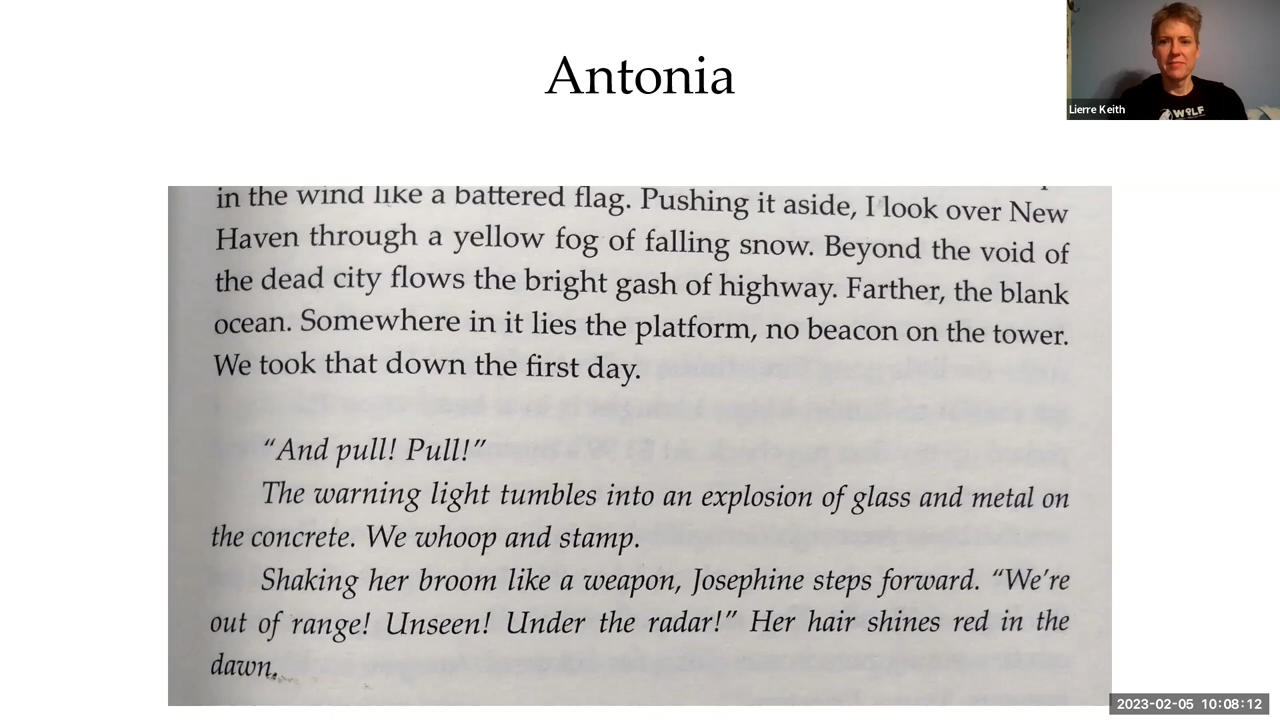 Antonia
Lierre Keith
WoLF
in the wind like a battered flag. Pushing it aside, I look over New
Haven through a yellow fog of falling snow. Beyond the void of
the dead city flows the bright gash of highway. Farther, the blank
ocean. Somewhere in it lies the platform, no beacon on the tower.
We took that down the first day.
“And pull! Pull!”
The warning light tumbles into an explosion of glass and metal on
the concrete. We whoop and stamp.
Shaking her broom like a weapon, Josephine steps forward. “We’re
out of range! Unseen! Under the radar!” Her hair shines red in the
dawn.
2023-02-05 10:08:12